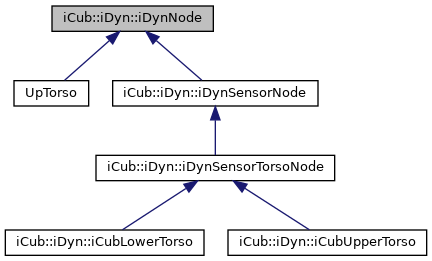 iCub::iDyn::iDynNode
UpTorso
iCub::iDyn::iDynSensorNode
iCub::iDyn::iDynSensorTorsoNode
iCub::iDyn::iCubLowerTorso
iCub::iDyn::iCubUpperTorso